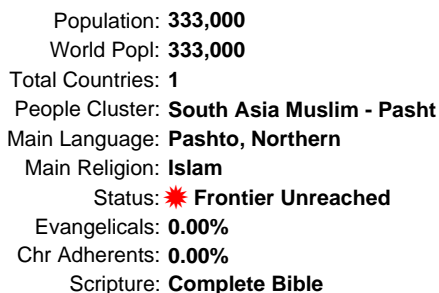 Population: 333,000
World Popl: 333,000
Total Countries: 1
People Cluster: South Asia Muslim - Pasht
Main Language: Pashto, Northern
Main Religion: Islam
Status: Frontier Unreached
Evangelicals: 0.00%
Chr Adherents: 0.00%
Scripture: Complete Bible